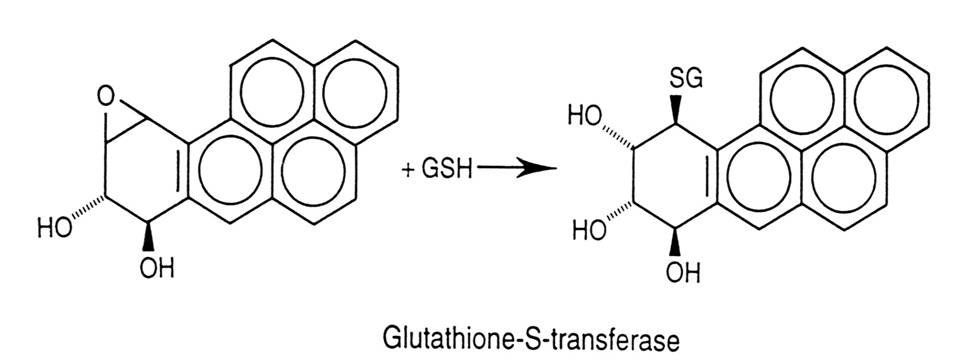 O
HO
OH
+ GSH
SG
HO
HO
OH
Glutathione-S-transferase